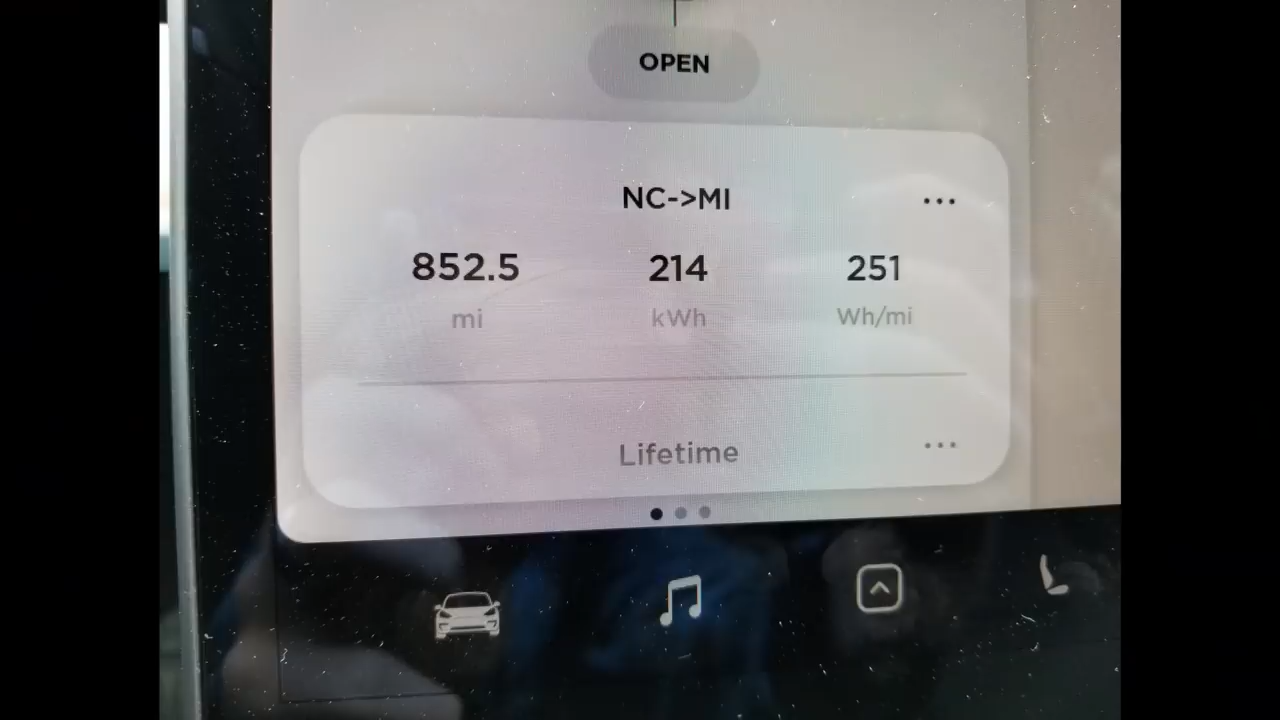 OPEN
NC->MI
...
852.5 214 251
mi kWh Wh/mi
Lifetime
...